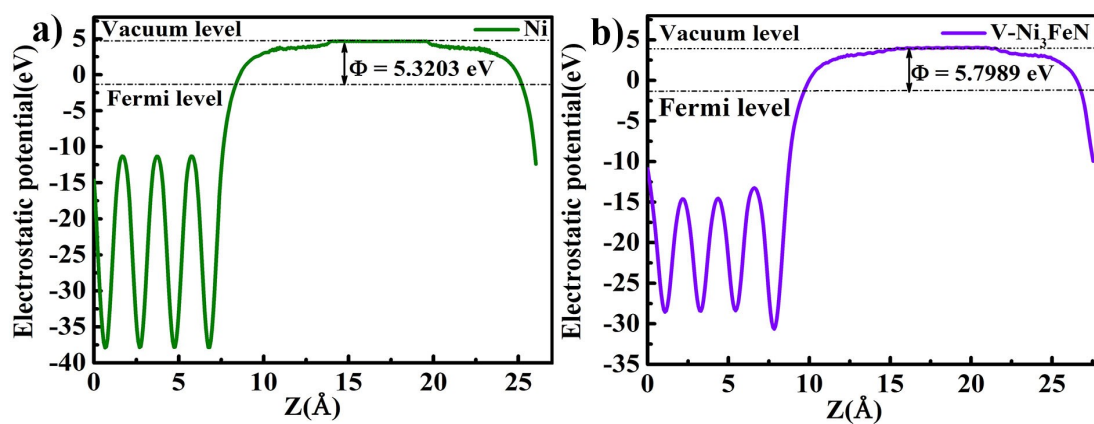 a)
Vacuum level
Ni
Φ = 5.3203 eV
Fermi level
Electrostatic potential(eV)
5
0
-5
-10
-15
-20
-25
-30
-35
-40
0
5
10
15
20
25
Z(Å)
b)
Vacuum level
V-Ni₃FeN
Φ = 5.7989 eV
Fermi level
Electrostatic potential(eV)
5
0
-5
-10
-15
-20
-25
-30
-35
0
5
10
15
20
25
Z(Å)